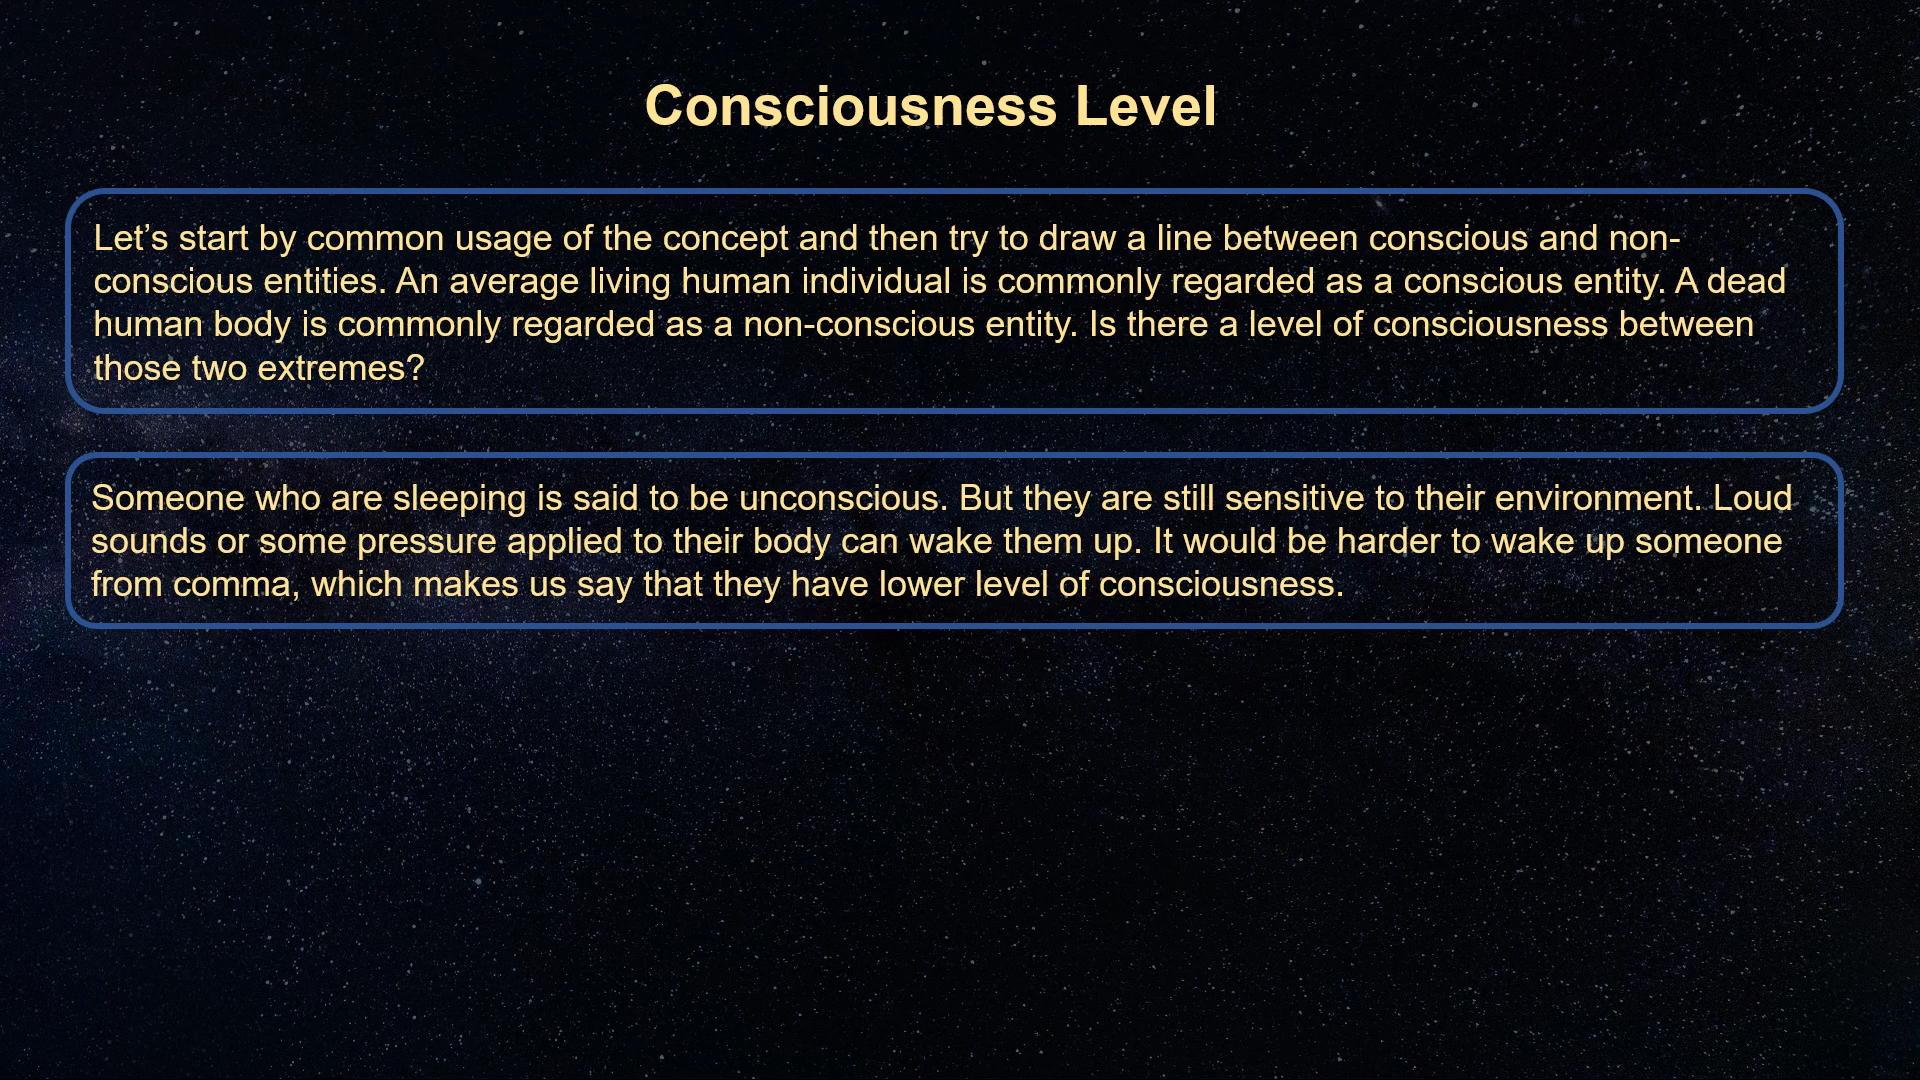 Consciousness Level
Let’s start by common usage of the concept and then try to draw a line between conscious and non-
conscious entities. An average living human individual is commonly regarded as a conscious entity. A dead
human body is commonly regarded as a non-conscious entity. Is there a level of consciousness between
those two extremes?
Someone who are sleeping is said to be unconscious. But they are still sensitive to their environment. Loud
sounds or some pressure applied to their body can wake them up. It would be harder to wake up someone
from comma, which makes us say that they have lower level of consciousness.